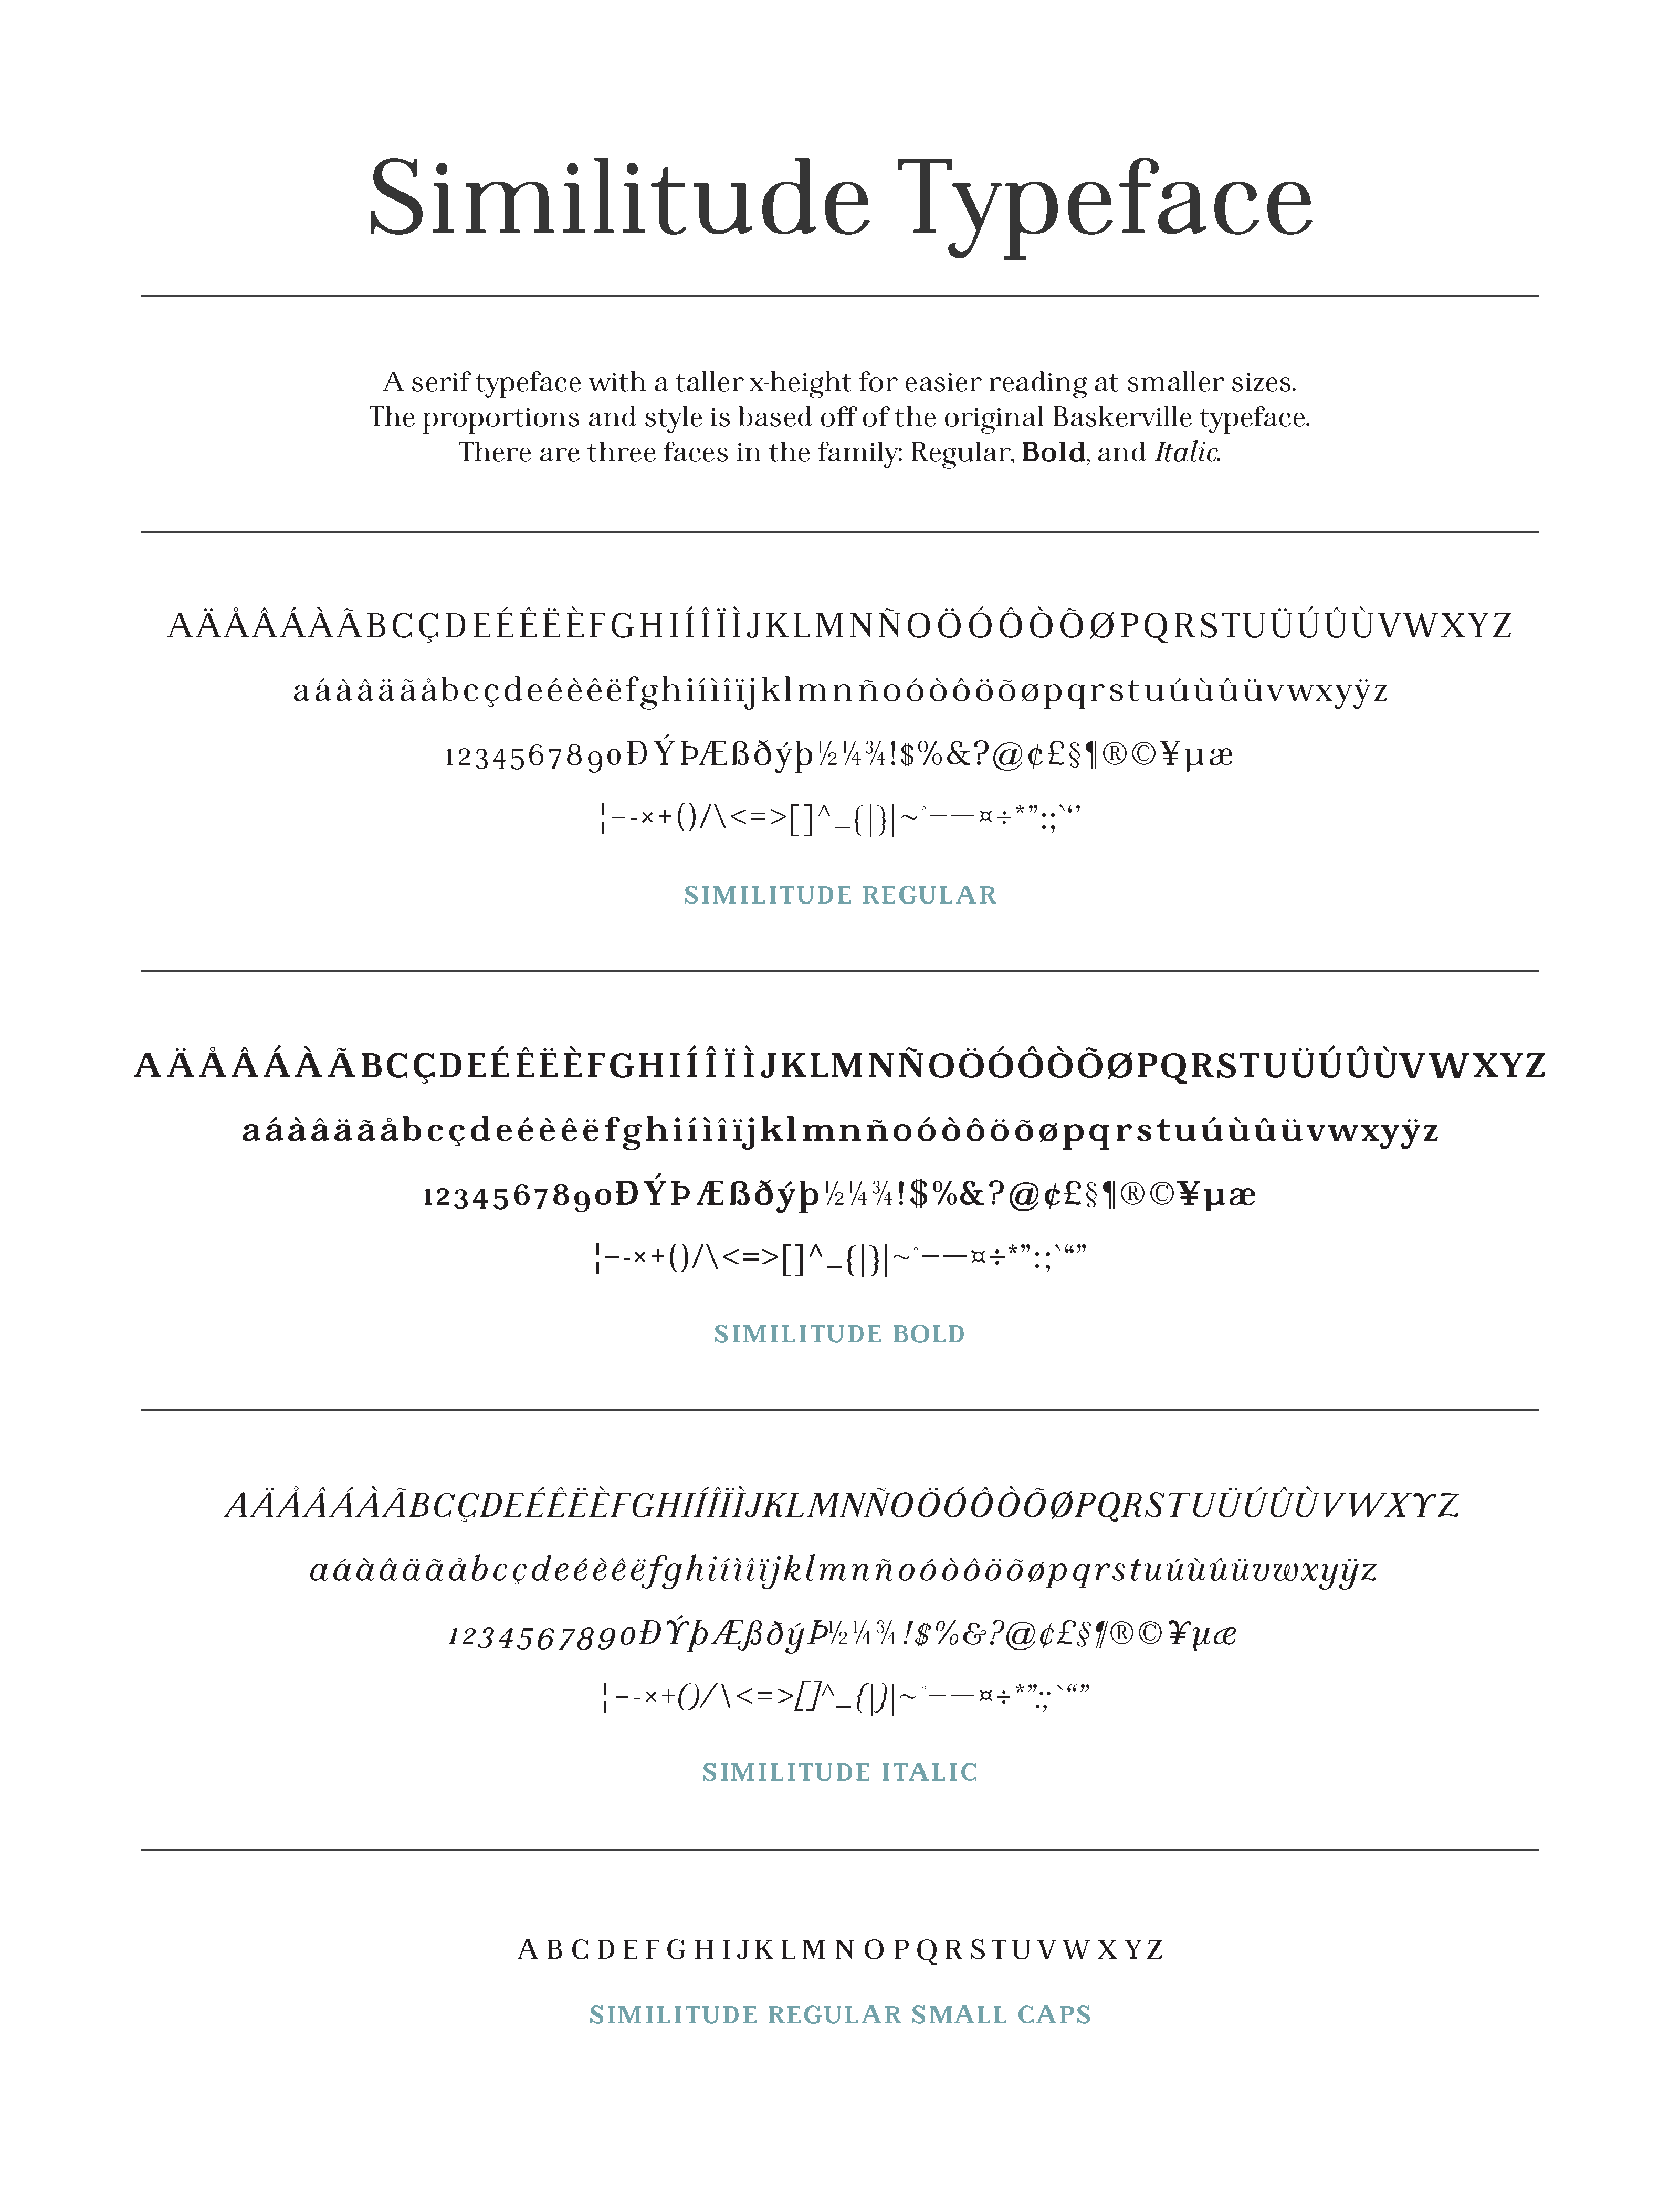 Similitude Typeface
A serif typeface with a taller x-height for easier reading at smaller sizes.
The proportions and style is based off of the original Baskerville typeface.
There are three faces in the family: Regular, Bold, and Italic.
AÄÅÂÁÀÃBCÇDEÉÊËÈFGHIÍÎÏÌJKLMNÑOÖÓÔÒÕØPQRSTUÜÚÛÙVWXYZ
aáàâäãåbcçdeéèêëfghiíìîïjklmnñoóòôöõøpqrstuúùûüvwxyÿz
1234567890ÐÝÞÆßðýþ½¼¾!$%&?@¢£§¶®©¥µæ
¦–-×+()/\<=>[]^_{|}|~°–—¤÷*”:;`‘’
SIMILITUDE REGULAR
AÄÅÂÁÀÃBCÇDEÉÊËÈFGHIÍÎÏÌJKLMNÑOÖÓÔÒÕØPQRSTUÜÚÛÙVWXYZ
aáàâäãåbcçdeéèêëfghiíìîïjklmnñoóòôöõøpqrstuúùûüvwxyÿz
1234567890ÐÝÞÆßðýþ½¼¾!$%&?@¢£§¶®©¥µæ
¦–-×+()/\<=>[]^_{|}|~°–—¤÷*”:;`“”
SIMILITUDE BOLD
AÄÅÂÁÀÃBCÇDEÉÊËÈFGHIÍÎÏÌJKLMNÑOÖÓÔÒÕØPQRSTUÜÚÛÙVWXYZ
aáàâäãåbcçdeéèêëfghiíìîïjklmnñoóòôöõøpqrstuúùûüvwxyÿz
1234567890ÐÝþÆßðýÞ½¼¾!$%&?@¢£§¶®©¥µæ
¦–-×+()/\<=>[]^_{|}|~°–—¤÷*”:;`“”
SIMILITUDE ITALIC
ABCDEFGHIJKLMNOPQRSTUVWXYZ
SIMILITUDE REGULAR SMALL CAPS